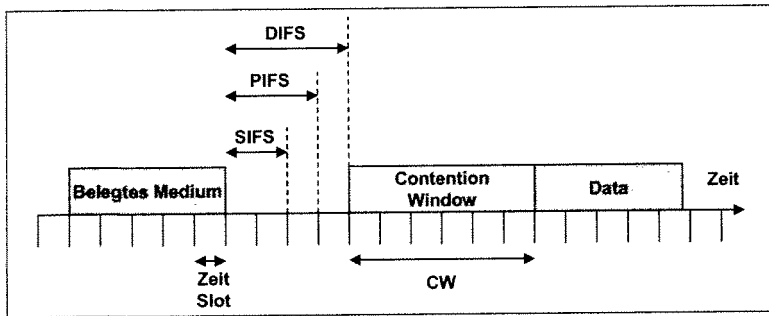 DIFS
PIFS
SIFS
Belegtes Medium
Contention
Window
Data
Zeit
Zeit
Slot
CW